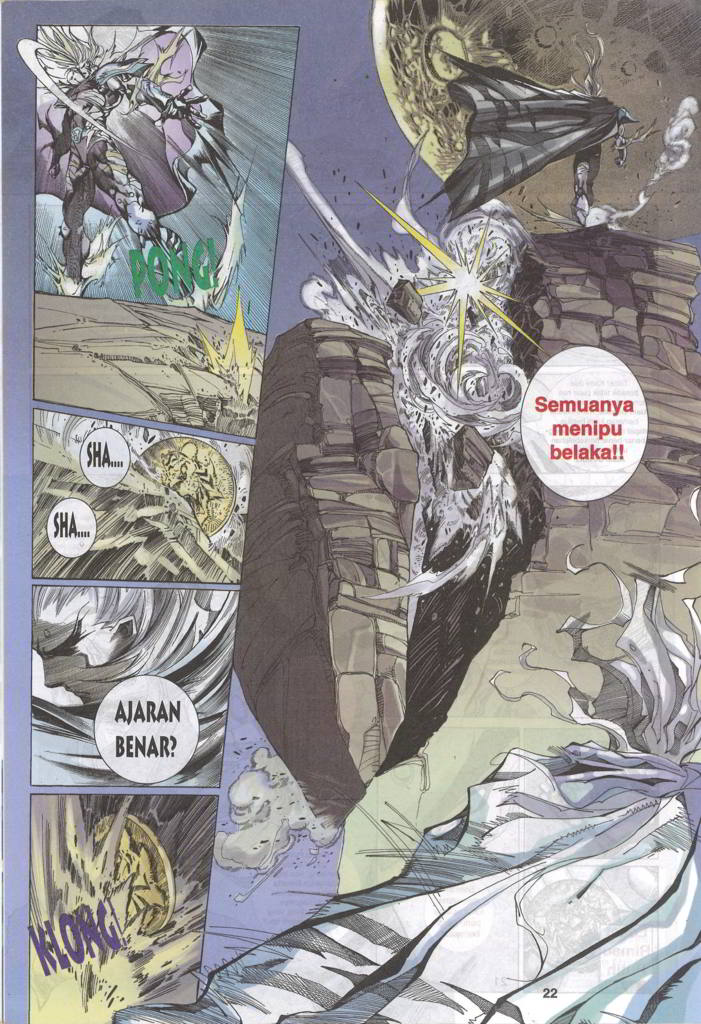 PONG!
SHA....
SHA....
AJARAN
BENAR?
KLONG!
Semuanya
menipu
belaka!!
22